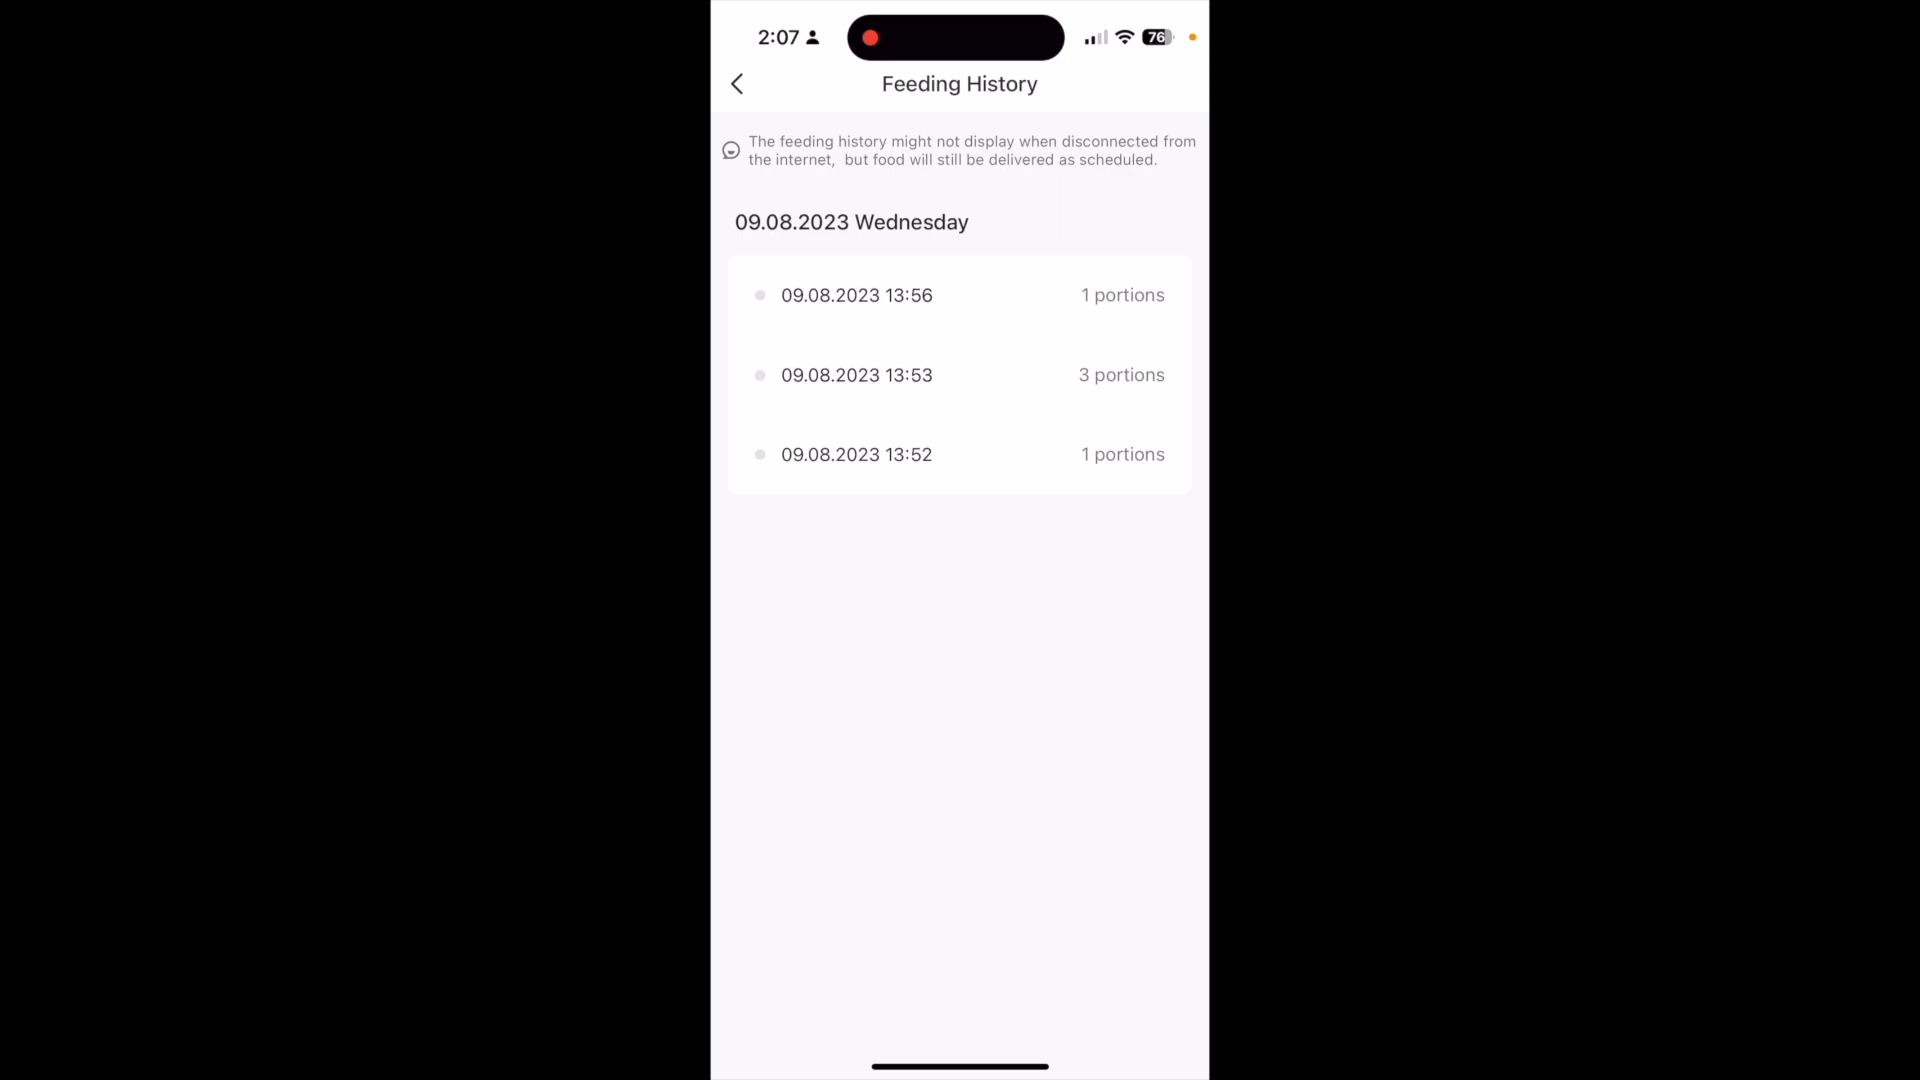 2:07
76
Feeding History
The feeding history might not display when disconnected from
the internet, but food will still be delivered as scheduled.
09.08.2023 Wednesday
09.08.2023 13:56 1 portions
09.08.2023 13:53 3 portions
09.08.2023 13:52 1 portions